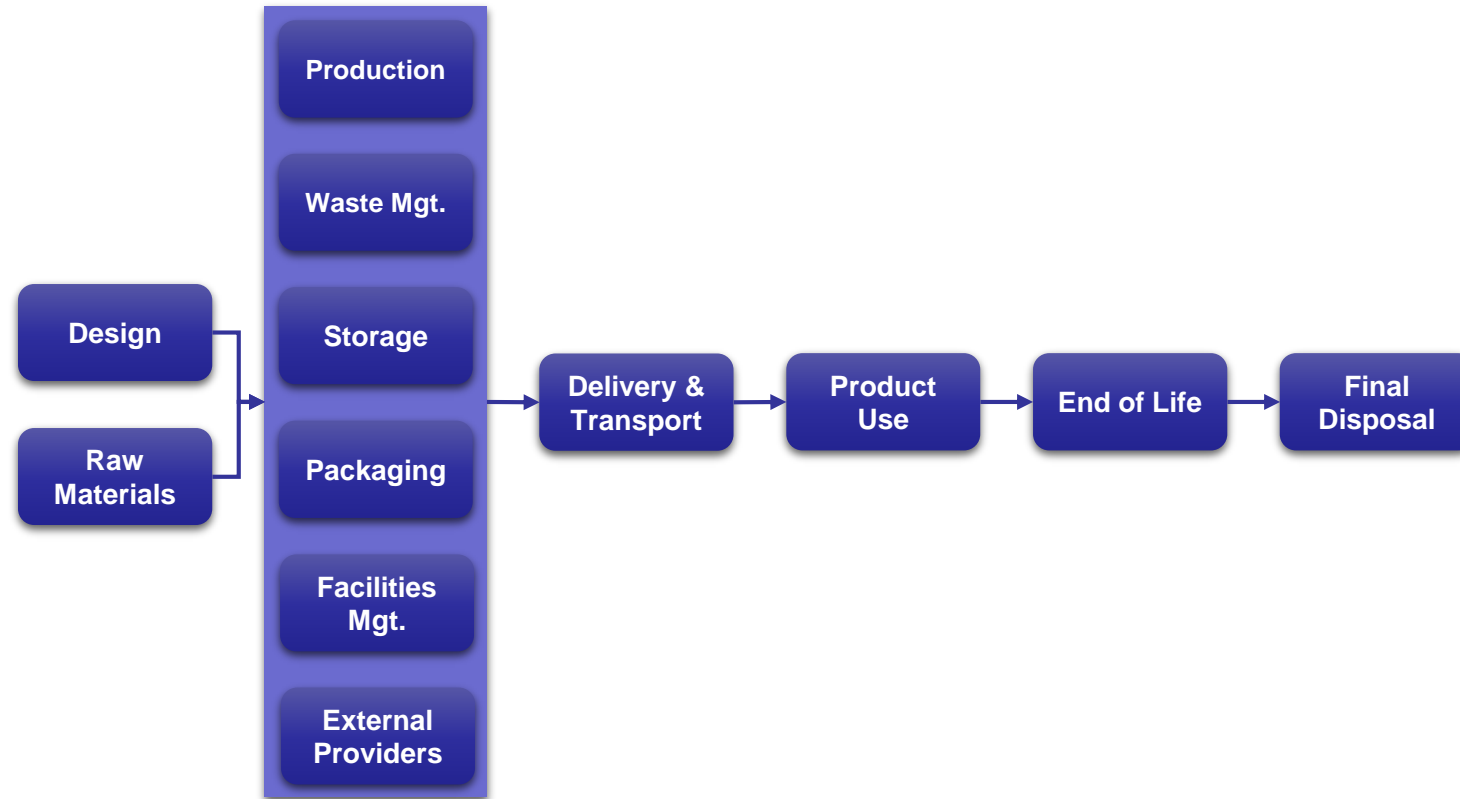 Design
Raw
Materials
Production
Waste Mgt.
Storage
Packaging
Facilities
Mgt.
External
Providers
Delivery &
Transport
Product
Use
End of Life
Final
Disposal